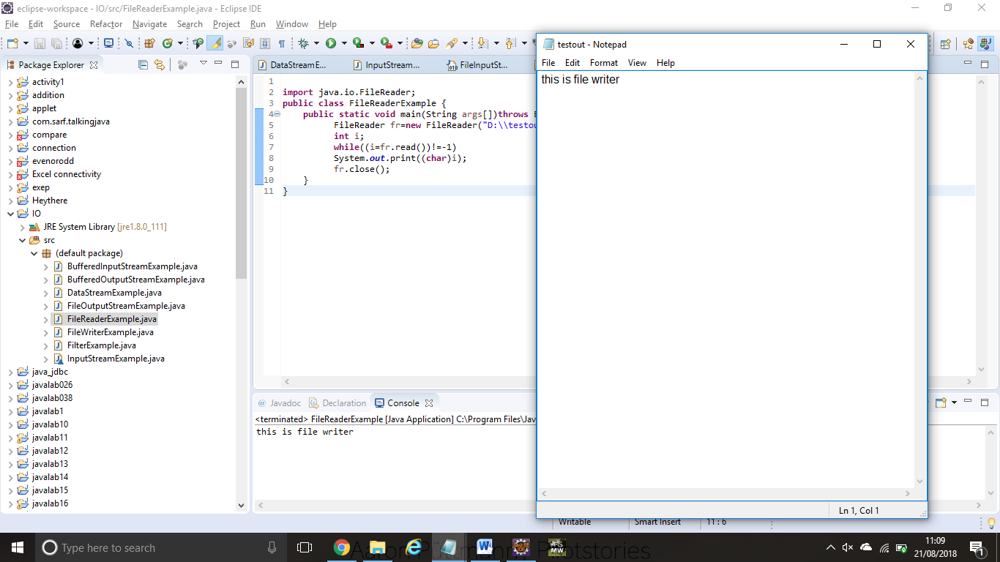 eclipse-workspace - IO/src/FileReaderExample.java - Eclipse IDE
File Edit Source Refactor Navigate Search Project Run Window Help
Package Explorer
activity1
addition
applet
com.sarf.talkingjava
compare
connection
evenorodd
Excel connectivity
exep
Heythere
IO
JRE System Library [jre1.8.0_111]
src
(default package)
BufferedInputStreamExample.java
BufferedOutputStreamExample.java
DataStreamExample.java
FileOutputStreamExample.java
FileReaderExample.java
FileWriterExample.java
FilterExample.java
InputStreamExample.java
java_jdbc
javalab026
javalab038
javalab1
javalab10
javalab11
javalab12
javalab13
javalab14
javalab15
javalab16
DataStreamE... InputStream... FileInputSt...
1
2 import java.io.FileReader;
3 public class FileReaderExample {
4 public static void main(String args[])throws
5 FileReader fr=new FileReader("D:\\testou
6 int i;
7 while((i=fr.read())!=-1)
8 System.out.print((char)i);
9 fr.close();
10 }
11 }
@ Javadoc Declaration Console
<terminated> FileReaderExample [Java Application] C:\Program Files\Jav
this is file writer
testout - Notepad
File Edit Format View Help
this is file writer
Ln 1, Col 1
Writable Smart Insert 11 : 6
Type here to search
11:09
21/08/2018
1